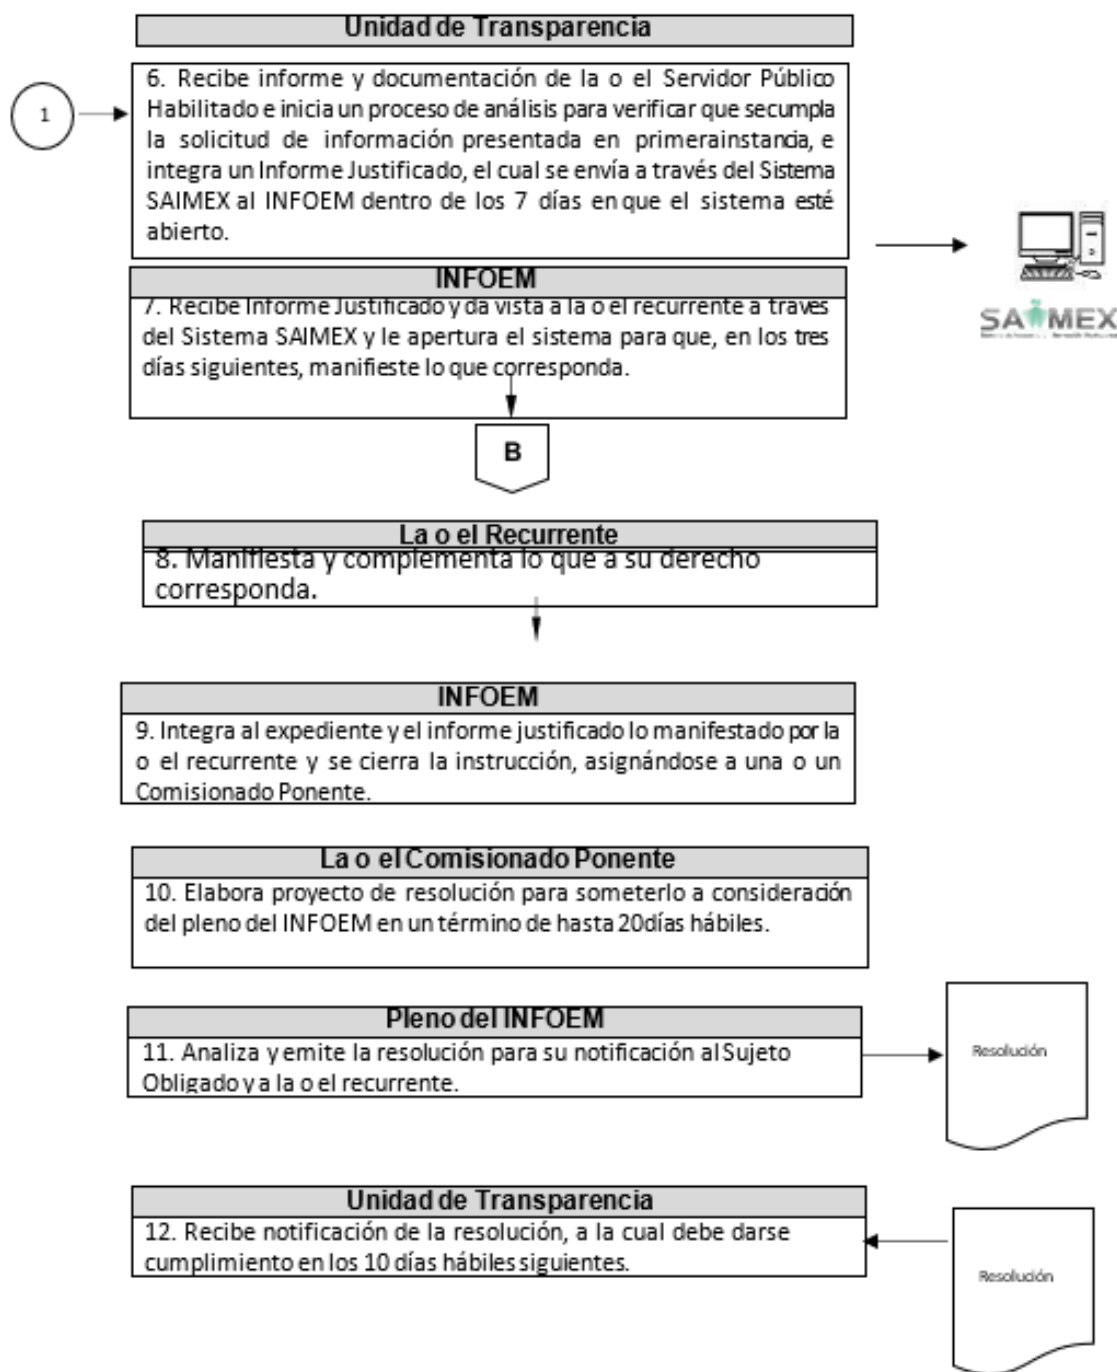 Unidad de Transparencia
1
6. Recibe informe y documentación de la o el Servidor Público
Habilitado e inicia un proceso de análisis para verificar que secumpla
la solicitud de información presentada en primerainstancia, e
integra un Informe Justificado, el cual se envía a través del Sistema
SAIMEX al INFOEM dentro de los 7 días en que el sistema esté
abierto.
SAIMEX
INFOEM
7. Recibe Informe Justificado y da vista a la o el recurrente a través
del Sistema SAIMEX y le apertura el sistema para que, en los tres
días siguientes, manifieste lo que corresponda.
B
La o el Recurrente
8. Manifiesta y complementa lo que a su derecho
corresponda.
INFOEM
9. Integra al expediente y el informe justificado lo manifestado por la
o el recurrente y se cierra la instrucción, asignándose a una o un
Comisionado Ponente.
La o el Comisionado Ponente
10. Elabora proyecto de resolución para someterlo a consideración
del pleno del INFOEM en un término de hasta 20días hábiles.
Pleno del INFOEM
11. Analiza y emite la resolución para su notificación al Sujeto
Obligado y a la o el recurrente.
Resolución
Unidad de Transparencia
12. Recibe notificación de la resolución, a la cual debe darse
cumplimiento en los 10 días hábiles siguientes.
Resolución